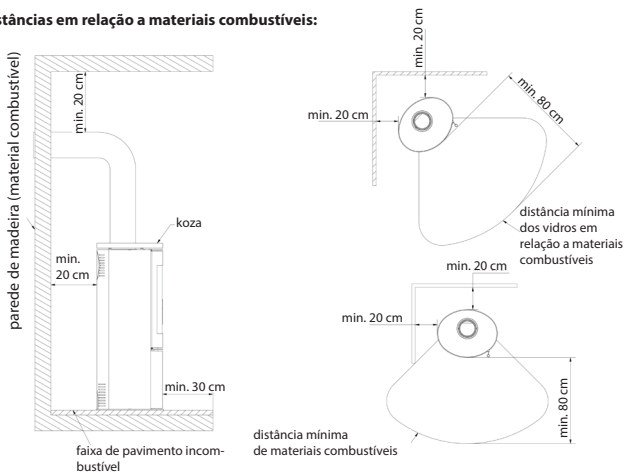 stâncias em relação a materiais combustíveis:
parede de madeira (material combustível)
min. 20 cm
koza
min.
20 cm
min. 30 cm
faixa de pavimento incom-
bustível
min. 20 cm
min. 20 cm
min. 80 cm
distância mínima
dos vidros em
relação a materiais
combustíveis
min. 20 cm
min. 20 cm
min. 80 cm
distância mínima
de materiais combustíveis